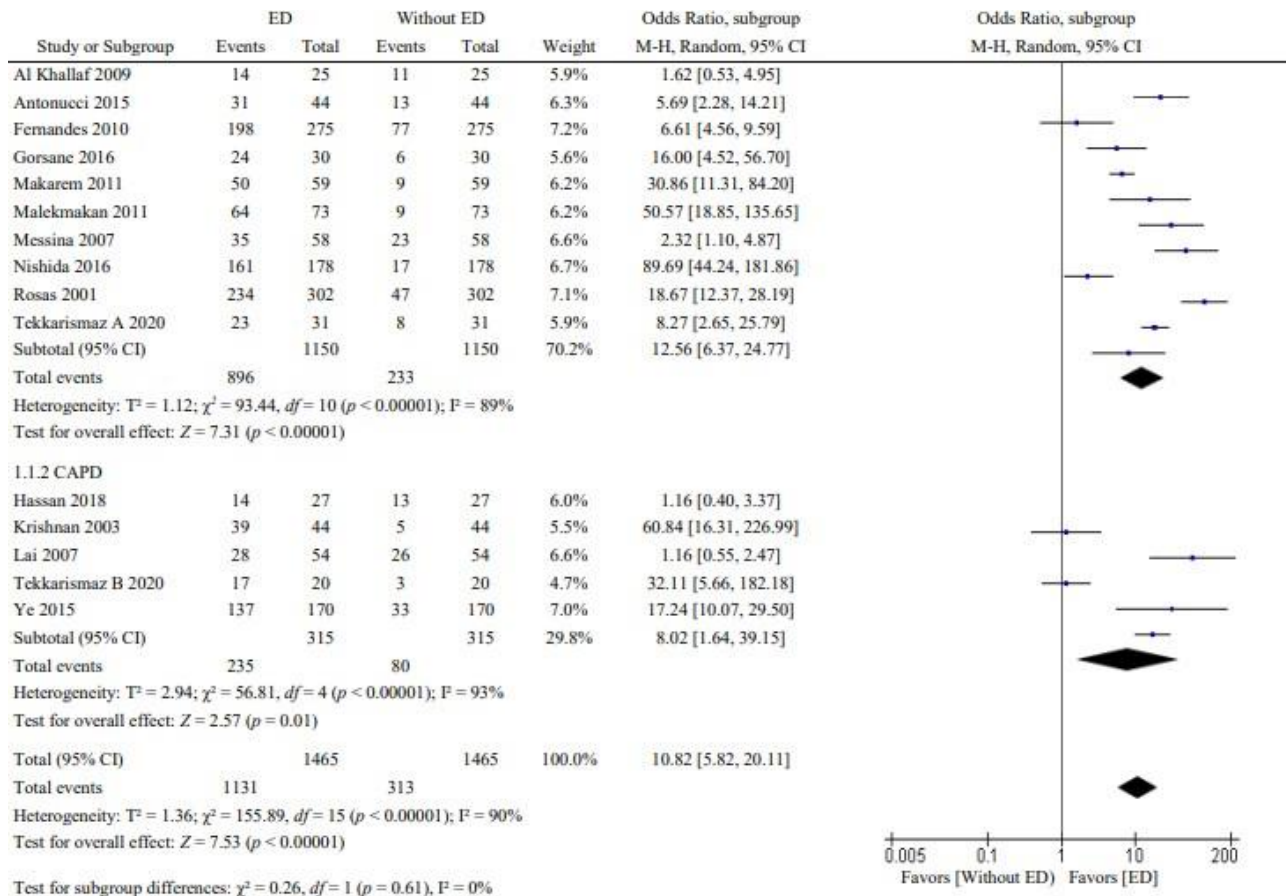 ED Without ED Odds Ratio, subgroup Odds Ratio, subgroup
Study or Subgroup Events Total Events Total Weight M-H, Random, 95% CI M-H, Random, 95% CI
Al Khallaf 2009 14 25 11 25 5.9% 1.62 [0.53, 4.95]
Antonucci 2015 31 44 13 44 6.3% 5.69 [2.28, 14.21]
Fernandes 2010 198 275 77 275 7.2% 6.61 [4.56, 9.59]
Gorsane 2016 24 30 6 30 5.6% 16.00 [4.52, 56.70]
Makarem 2011 50 59 9 59 6.2% 30.86 [11.31, 84.20]
Malekmakan 2011 64 73 9 73 6.2% 50.57 [18.85, 135.65]
Messina 2007 35 58 23 58 6.6% 2.32 [1.10, 4.87]
Nishida 2016 161 178 17 178 6.7% 89.69 [44.24, 181.86]
Rosas 2001 234 302 47 302 7.1% 18.67 [12.37, 28.19]
Tekkarismaz A 2020 23 31 8 31 5.9% 8.27 [2.65, 25.79]
Subtotal (95% CI) 1150 1150 70.2% 12.56 [6.37, 24.77]
Total events 896 233
Heterogeneity: T² = 1.12; χ² = 93.44, df = 10 (p < 0.00001); I² = 89%
Test for overall effect: Z = 7.31 (p < 0.00001)
1.1.2 CAPD
Hassan 2018 14 27 13 27 6.0% 1.16 [0.40, 3.37]
Krishnan 2003 39 44 5 44 5.5% 60.84 [16.31, 226.99]
Lai 2007 28 54 26 54 6.6% 1.16 [0.55, 2.47]
Tekkarismaz B 2020 17 20 3 20 4.7% 32.11 [5.66, 182.18]
Ye 2015 137 170 33 170 7.0% 17.24 [10.07, 29.50]
Subtotal (95% CI) 315 315 29.8% 8.02 [1.64, 39.15]
Total events 235 80
Heterogeneity: T² = 2.94; χ² = 56.81, df = 4 (p < 0.00001); I² = 93%
Test for overall effect: Z = 2.57 (p = 0.01)
Total (95% CI) 1465 1465 100.0% 10.82 [5.82, 20.11]
Total events 1131 313
Heterogeneity: T² = 1.36; χ² = 155.89, df = 15 (p < 0.00001); I² = 90%
Test for overall effect: Z = 7.53 (p < 0.00001)
Test for subgroup differences: χ² = 0.26, df = 1 (p = 0.61), I² = 0%
0.005 0.1 1 10 200
Favors [Without ED) Favors [ED]